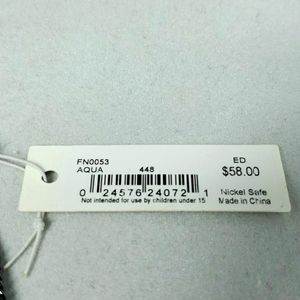 FN0053 ED
AQUA 448 $58.00
0 24576 24072 1 Nickel Safe
Not intended for use by children under 15 Made in China